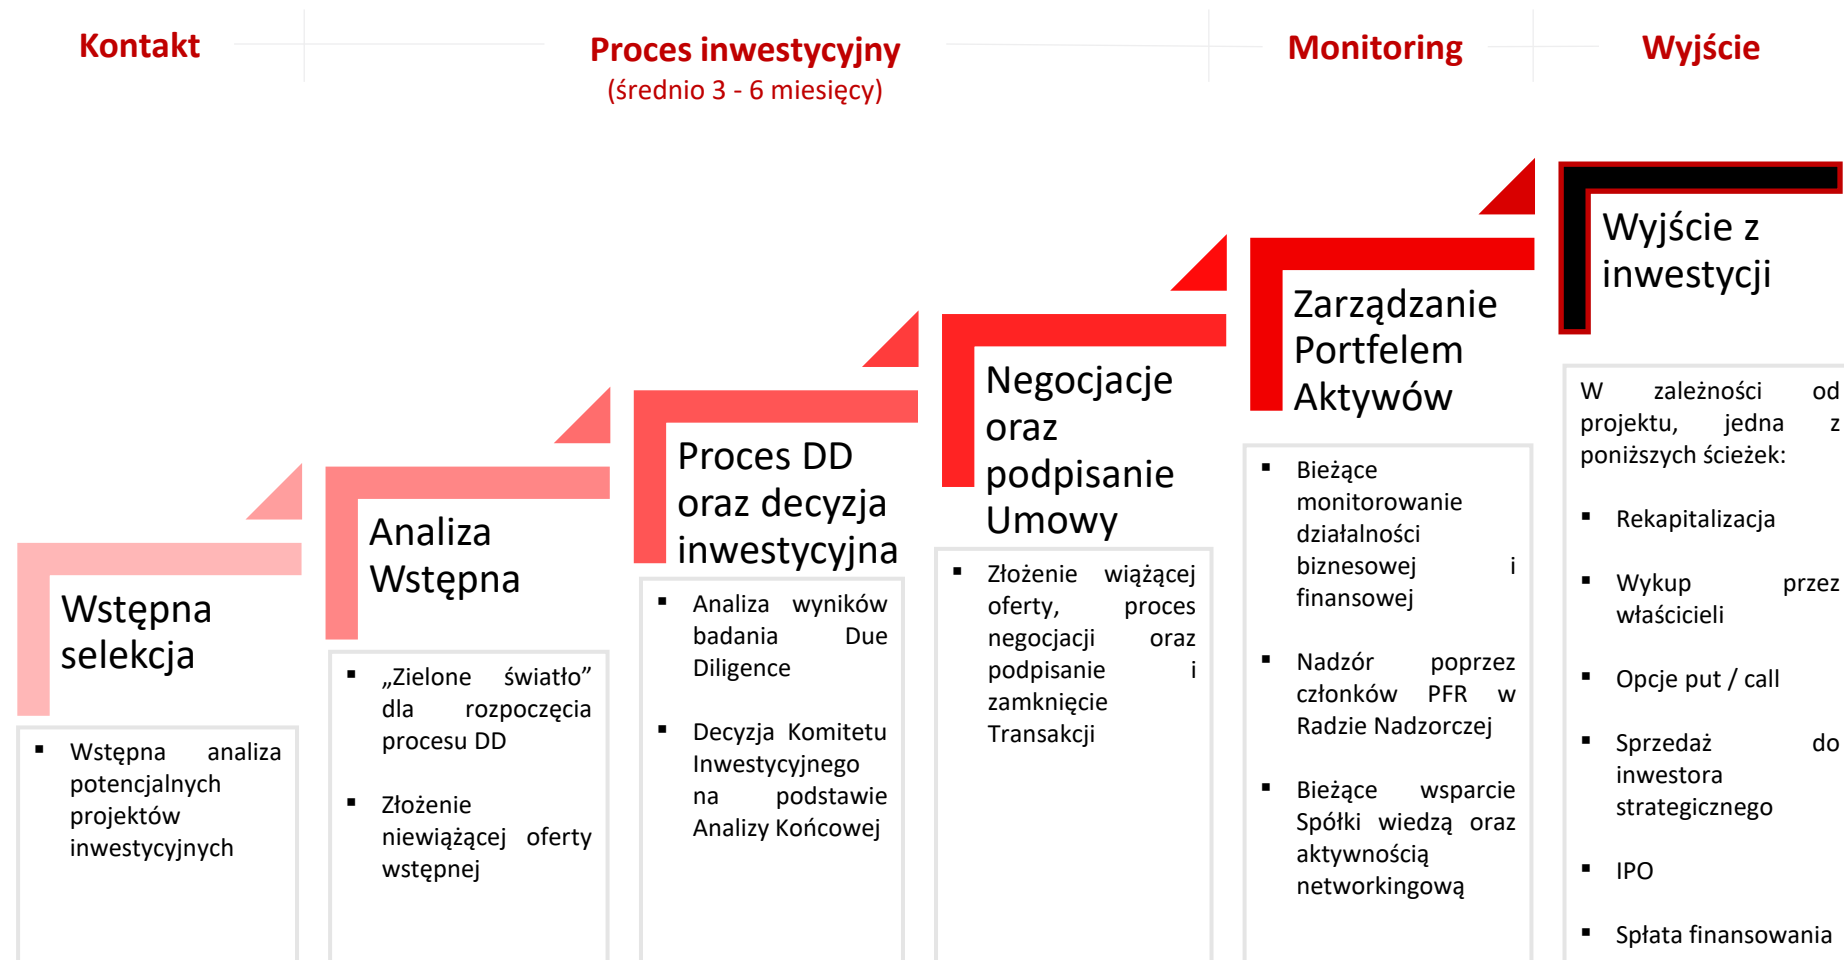 Kontakt
Proces inwestycyjny
(średnio 3 - 6 miesięcy)
Monitoring
Wyjście
Wstępna
selekcja
▪ Wstępna analiza
potencjalnych
projektów
inwestycyjnych
Analiza
Wstępna
▪ „Zielone światło”
dla rozpoczęcia
procesu DD
▪ Złożenie
niewiążącej oferty
wstępnej
Proces DD
oraz decyzja
inwestycyjna
▪ Analiza wyników
badania Due
Diligence
▪ Decyzja Komitetu
Inwestycyjnego
na podstawie
Analizy Końcowej
Negocjacje
oraz
podpisanie
Umowy
▪ Złożenie wiążącej
oferty, proces
negocjacji oraz
podpisanie i
zamknięcie
Transakcji
Zarządzanie
Portfelem
Aktywów
▪ Bieżące
monitorowanie
działalności
biznesowej i
finansowej
▪ Nadzór poprzez
członków PFR w
Radzie Nadzorczej
▪ Bieżące wsparcie
Spółki wiedzą oraz
aktywnością
networkingową
Wyjście z
inwestycji
W zależności od
projektu, jedna z
poniższych ścieżek:
▪ Rekapitalizacja
▪ Wykup przez
właścicieli
▪ Opcje put / call
▪ Sprzedaż do
inwestora
strategicznego
▪ IPO
▪ Spłata finansowania